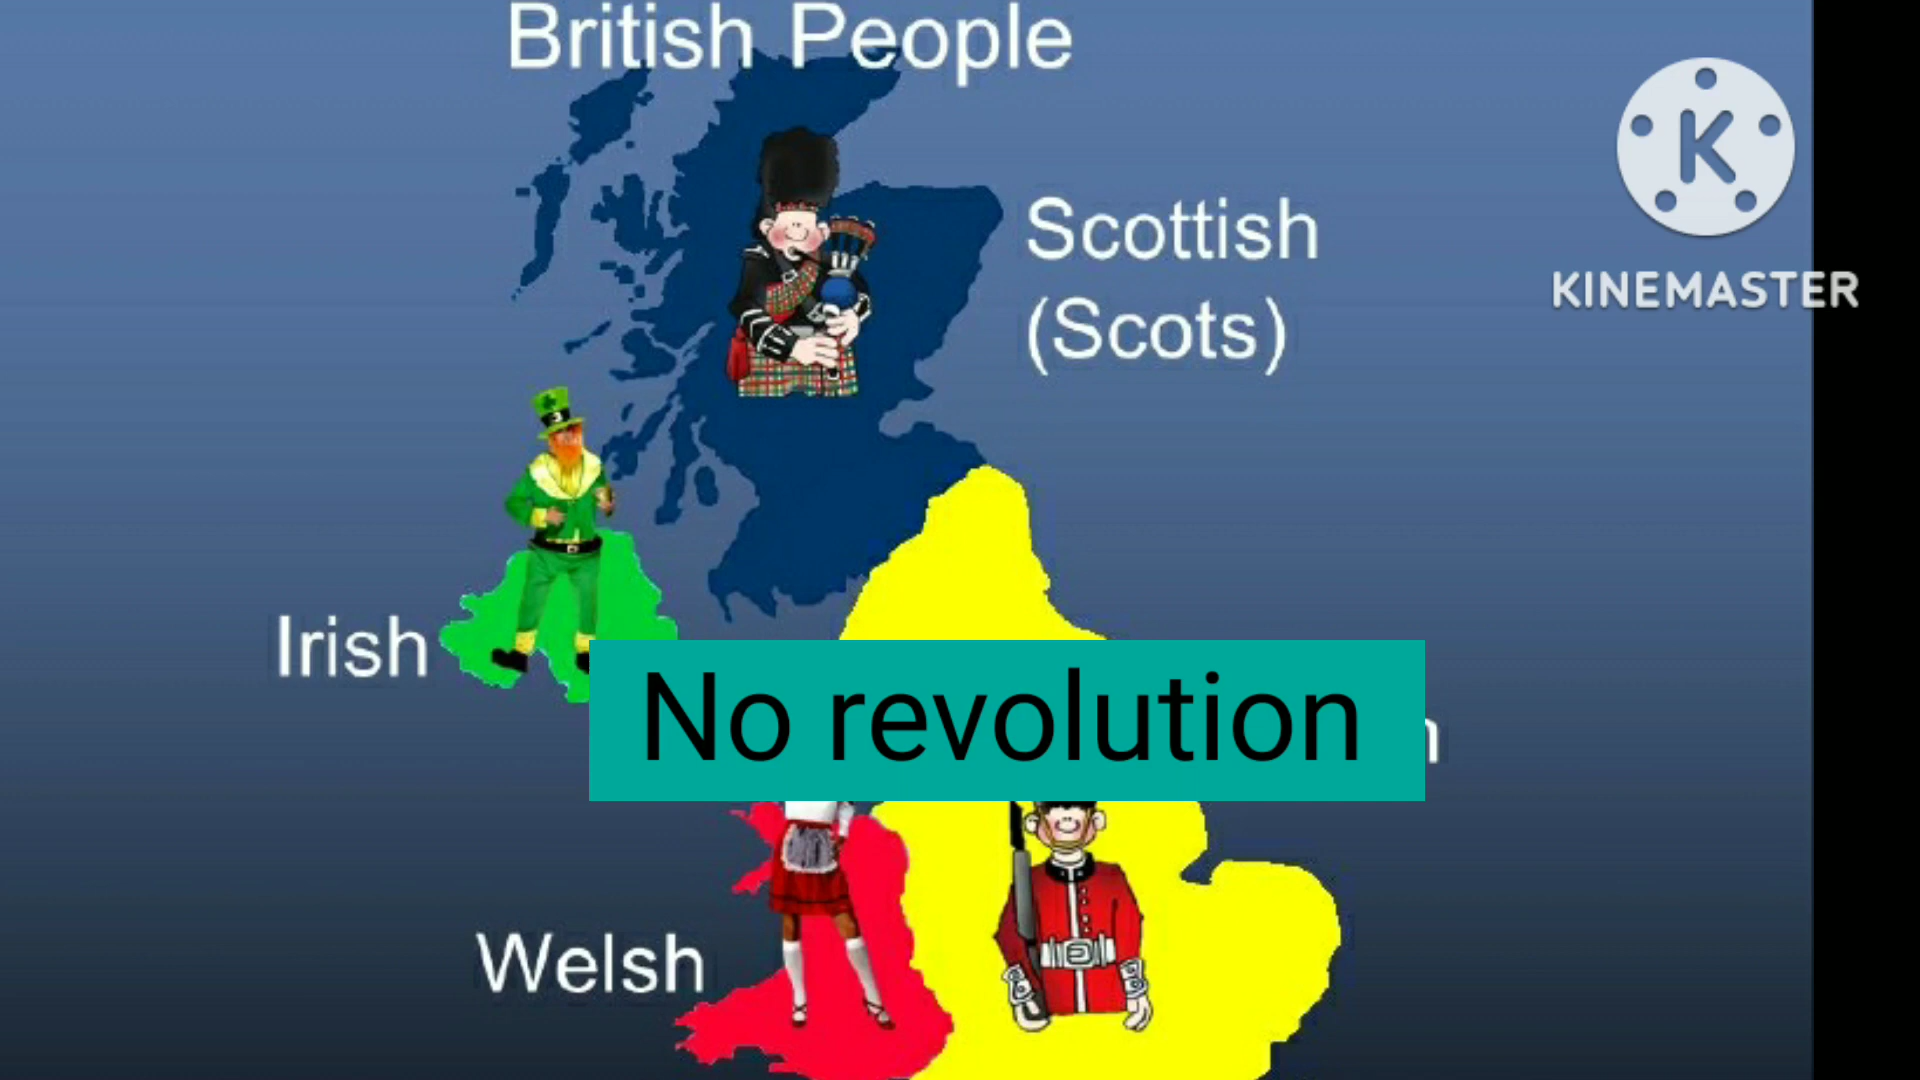 British People
K
KINEMASTER
Scottish
(Scots)
Irish
No revolution
Welsh